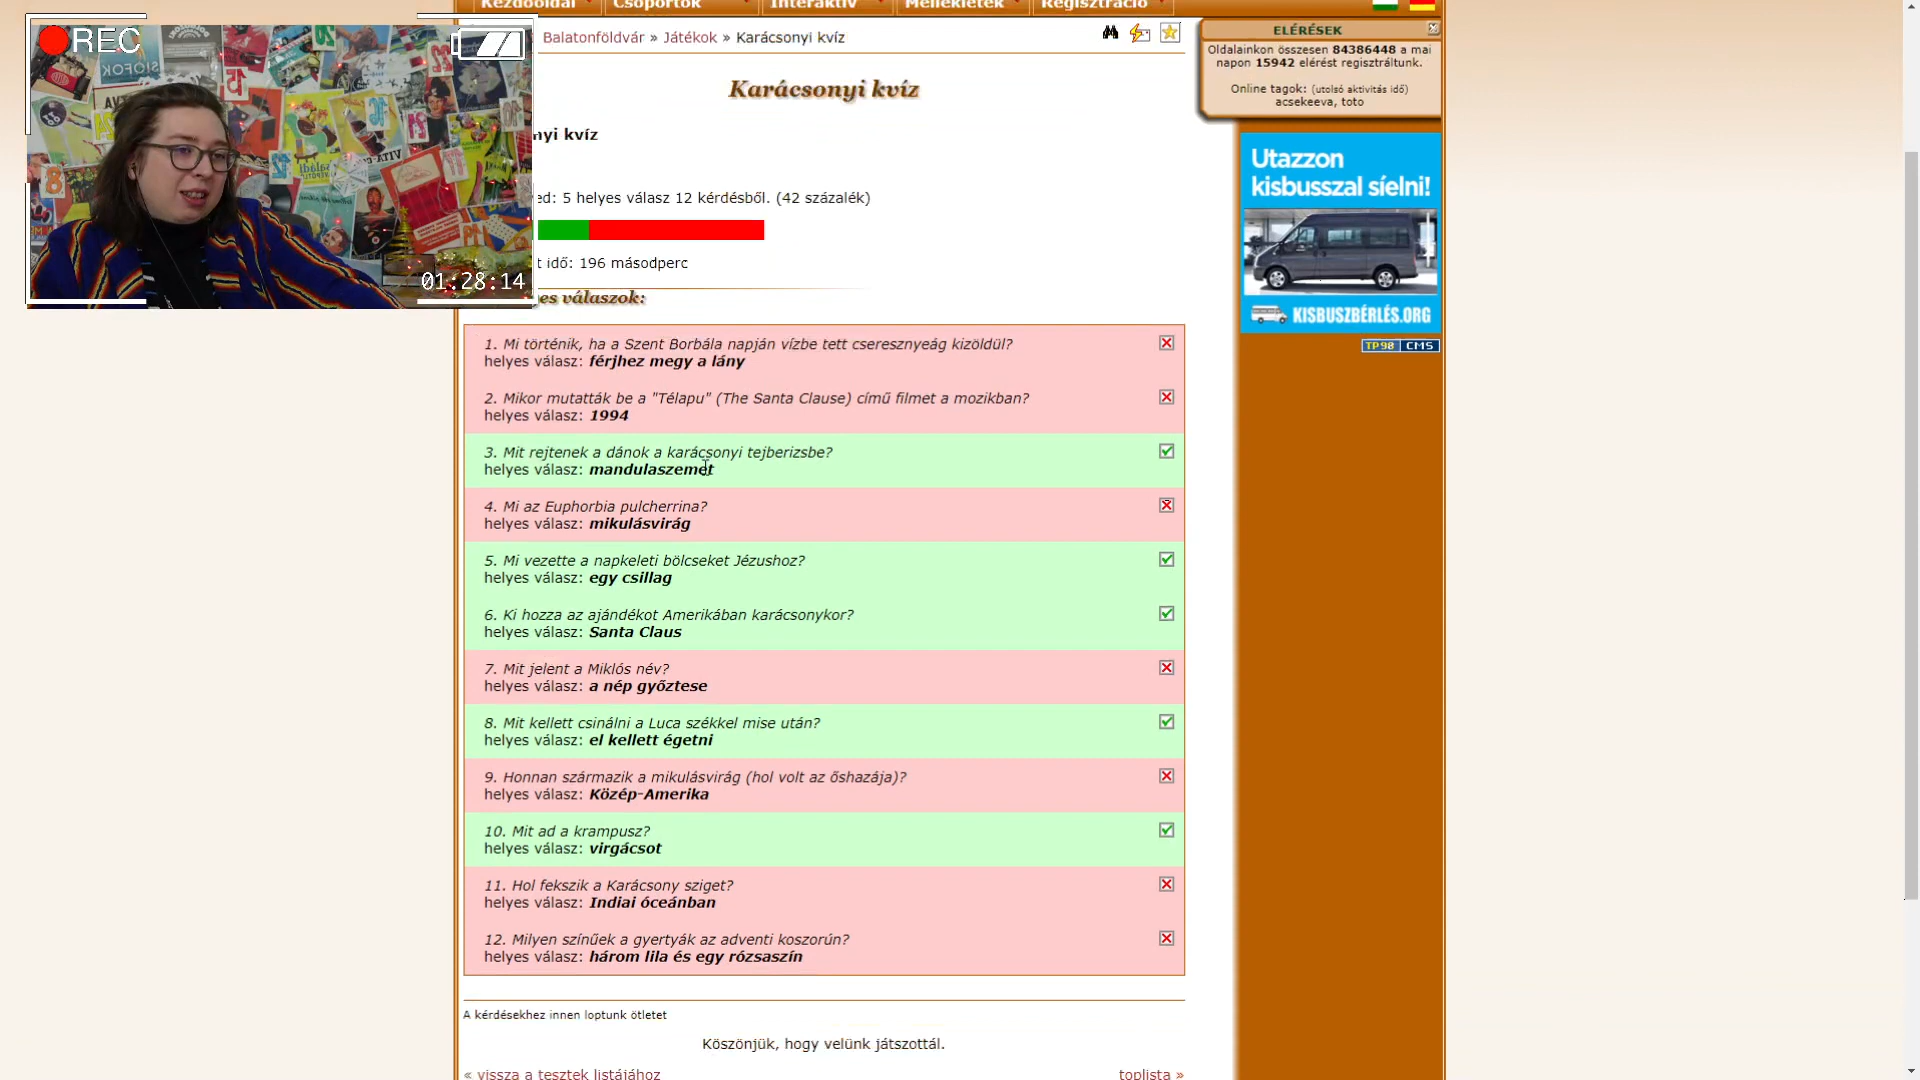 Kezdőoldal
Csoportok
Interaktív
Mellékletek
Regisztráció
REC
SIÓFOK
01:28:14
Balatonföldvár » Játékok » Karácsonyi kvíz
Karácsonyi kvíz
nyi kvíz
ed: 5 helyes válasz 12 kérdésből. (42 százalék)
t idő: 196 másodperc
es válaszok:
1. Mi történik, ha a Szent Borbála napján vízbe tett cseresznyeág kizöldül?
helyes válasz: férjhez megy a lány
2. Mikor mutatták be a "Télapu" (The Santa Clause) című filmet a mozikban?
helyes válasz: 1994
3. Mit rejtenek a dánok a karácsonyi tejberizsbe?
helyes válasz: mandulaszemet
4. Mi az Euphorbia pulcherrina?
helyes válasz: mikulásvirág
5. Mi vezette a napkeleti bölcseket Jézushoz?
helyes válasz: egy csillag
6. Ki hozza az ajándékot Amerikában karácsonykor?
helyes válasz: Santa Claus
7. Mit jelent a Miklós név?
helyes válasz: a nép győztese
8. Mit kellett csinálni a Luca székkel mise után?
helyes válasz: el kellett égetni
9. Honnan származik a mikulásvirág (hol volt az őshazája)?
helyes válasz: Közép-Amerika
10. Mit ad a krampusz?
helyes válasz: virgácsot
11. Hol fekszik a Karácsony sziget?
helyes válasz: Indiai óceánban
12. Milyen színűek a gyertyák az adventi koszorún?
helyes válasz: három lila és egy rózsaszín
A kérdésekhez innen loptunk ötletet
Köszönjük, hogy velünk játszottál.
« vissza a tesztek listájához
toplista »
ELÉRÉSEK
Oldalainkon összesen 84386448 a mai
napon 15942 elérést regisztráltunk.
Online tagok: (utolsó aktivitás idő)
acsekeeva, toto
Utazzon
kisbusszal síelni!
KISBUSZBÉRLÉS.ORG
TP98 CMS